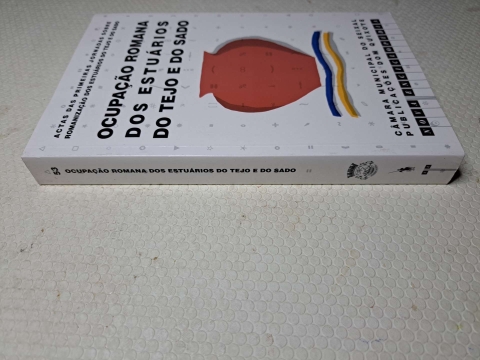 ACTAS DAS PRIMEIRAS JORNADAS SOBRE
ROMANIZAÇÃO DOS ESTUÁRIOS DO TEJO E DO SADO
OCUPAÇÃO ROMANA
DOS ESTUÁRIOS
DO TEJO E DO SADO
CÂMARA MUNICIPAL DO SEIXAL
PUBLICAÇÕES DOM QUIXOTE
OCUPAÇÃO ROMANA DOS ESTUÁRIOS DO TEJO E DO SADO